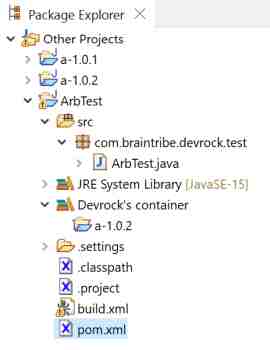 Package Explorer
Other Projects
a-1.0.1
a-1.0.2
ArbTest
src
com.braintribe.devrock.test
ArbTest.java
JRE System Library [JavaSE-15]
Devrock's container
a-1.0.2
.settings
.classpath
.project
build.xml
pom.xml